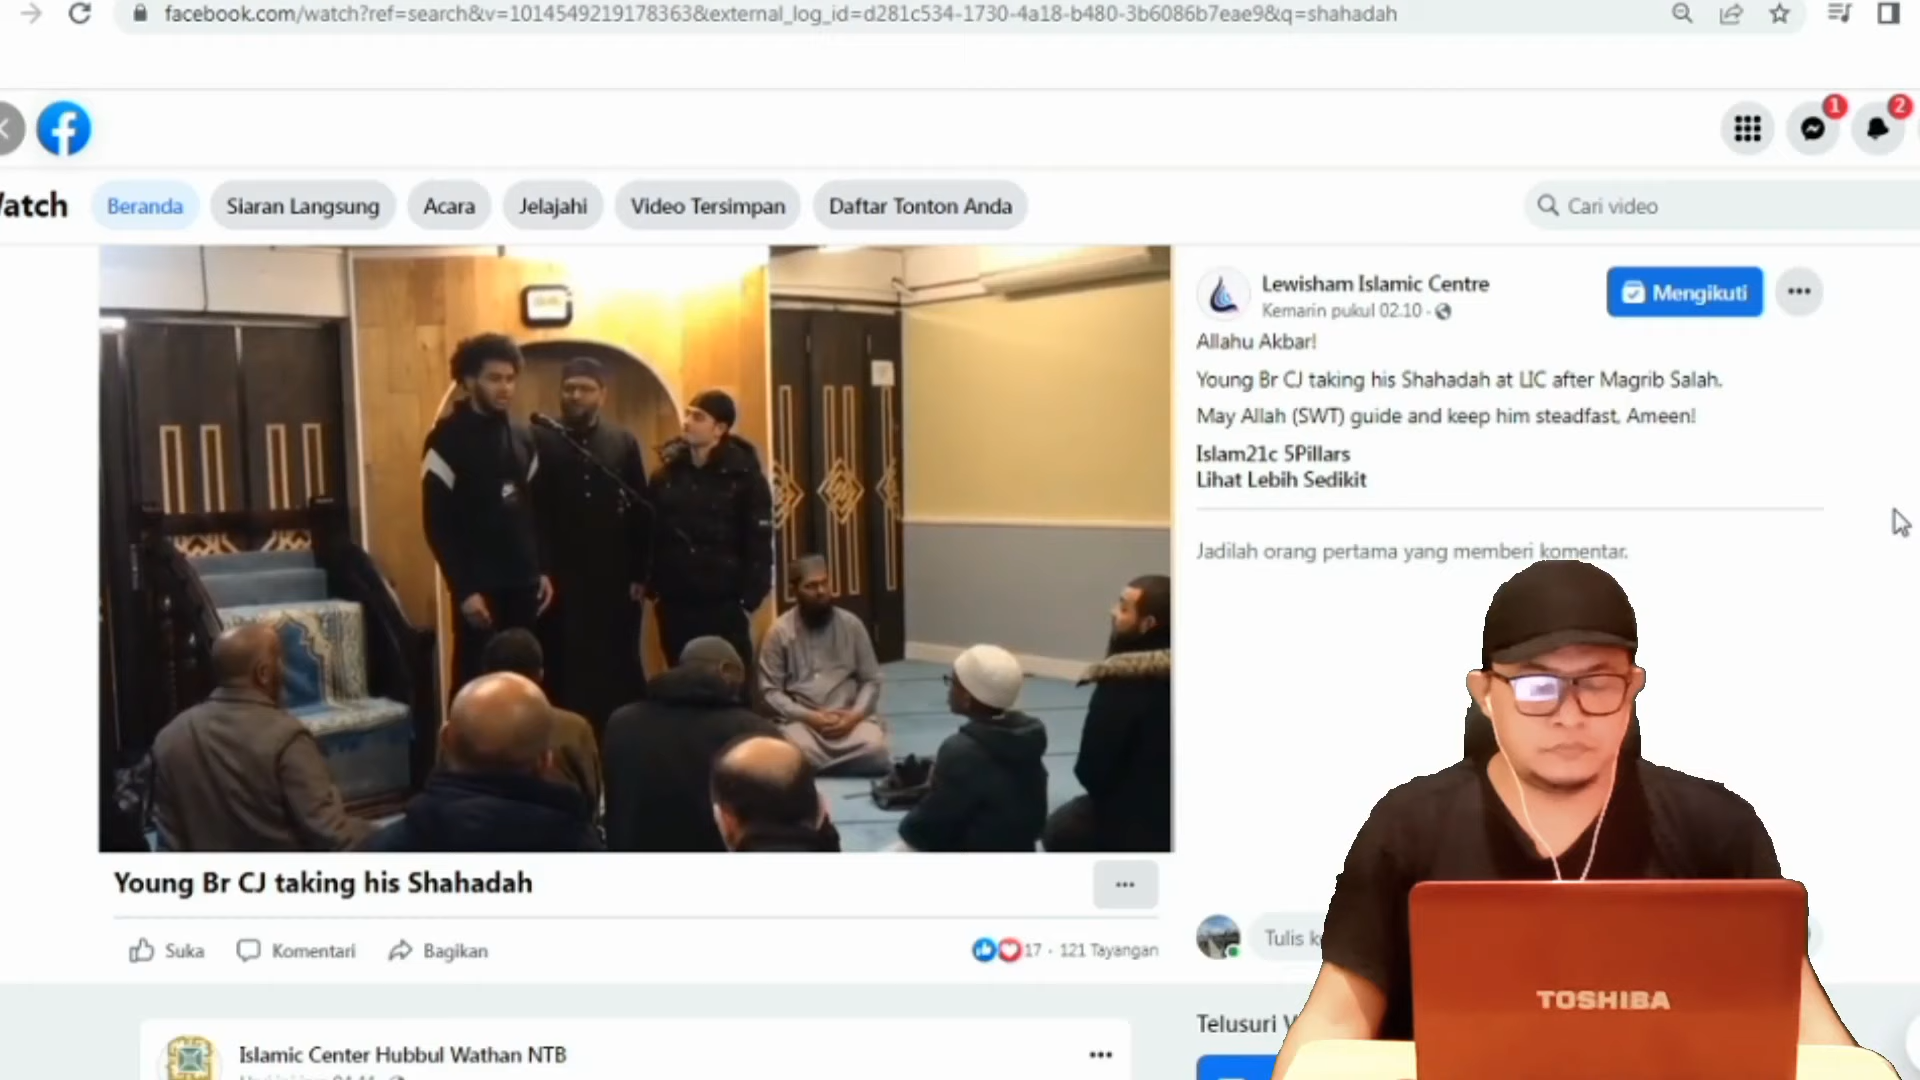 facebook.com/watch?ref=search&v=1014549219178363&external_log_id=d281c534-1730-4a18-b480-3b6086b7eae9&q=shahadah
1
2
Beranda
Siaran Langsung
Acara
Jelajahi
Video Tersimpan
Daftar Tonton Anda
Cari video
Lewisham Islamic Centre
Kemarin pukul 02.10
Mengikuti
Allahu Akbar!
Young Br CJ taking his Shahadah at LIC after Magrib Salah.
May Allah (SWT) guide and keep him steadfast. Ameen!
Islam21c 5Pillars
Lihat Lebih Sedikit
Jadilah orang pertama yang memberi komentar.
Young Br CJ taking his Shahadah
Suka
Komentari
Bagikan
17 · 121 Tayangan
Tulis
Telusuri
TOSHIBA
Islamic Center Hubbul Wathan NTB